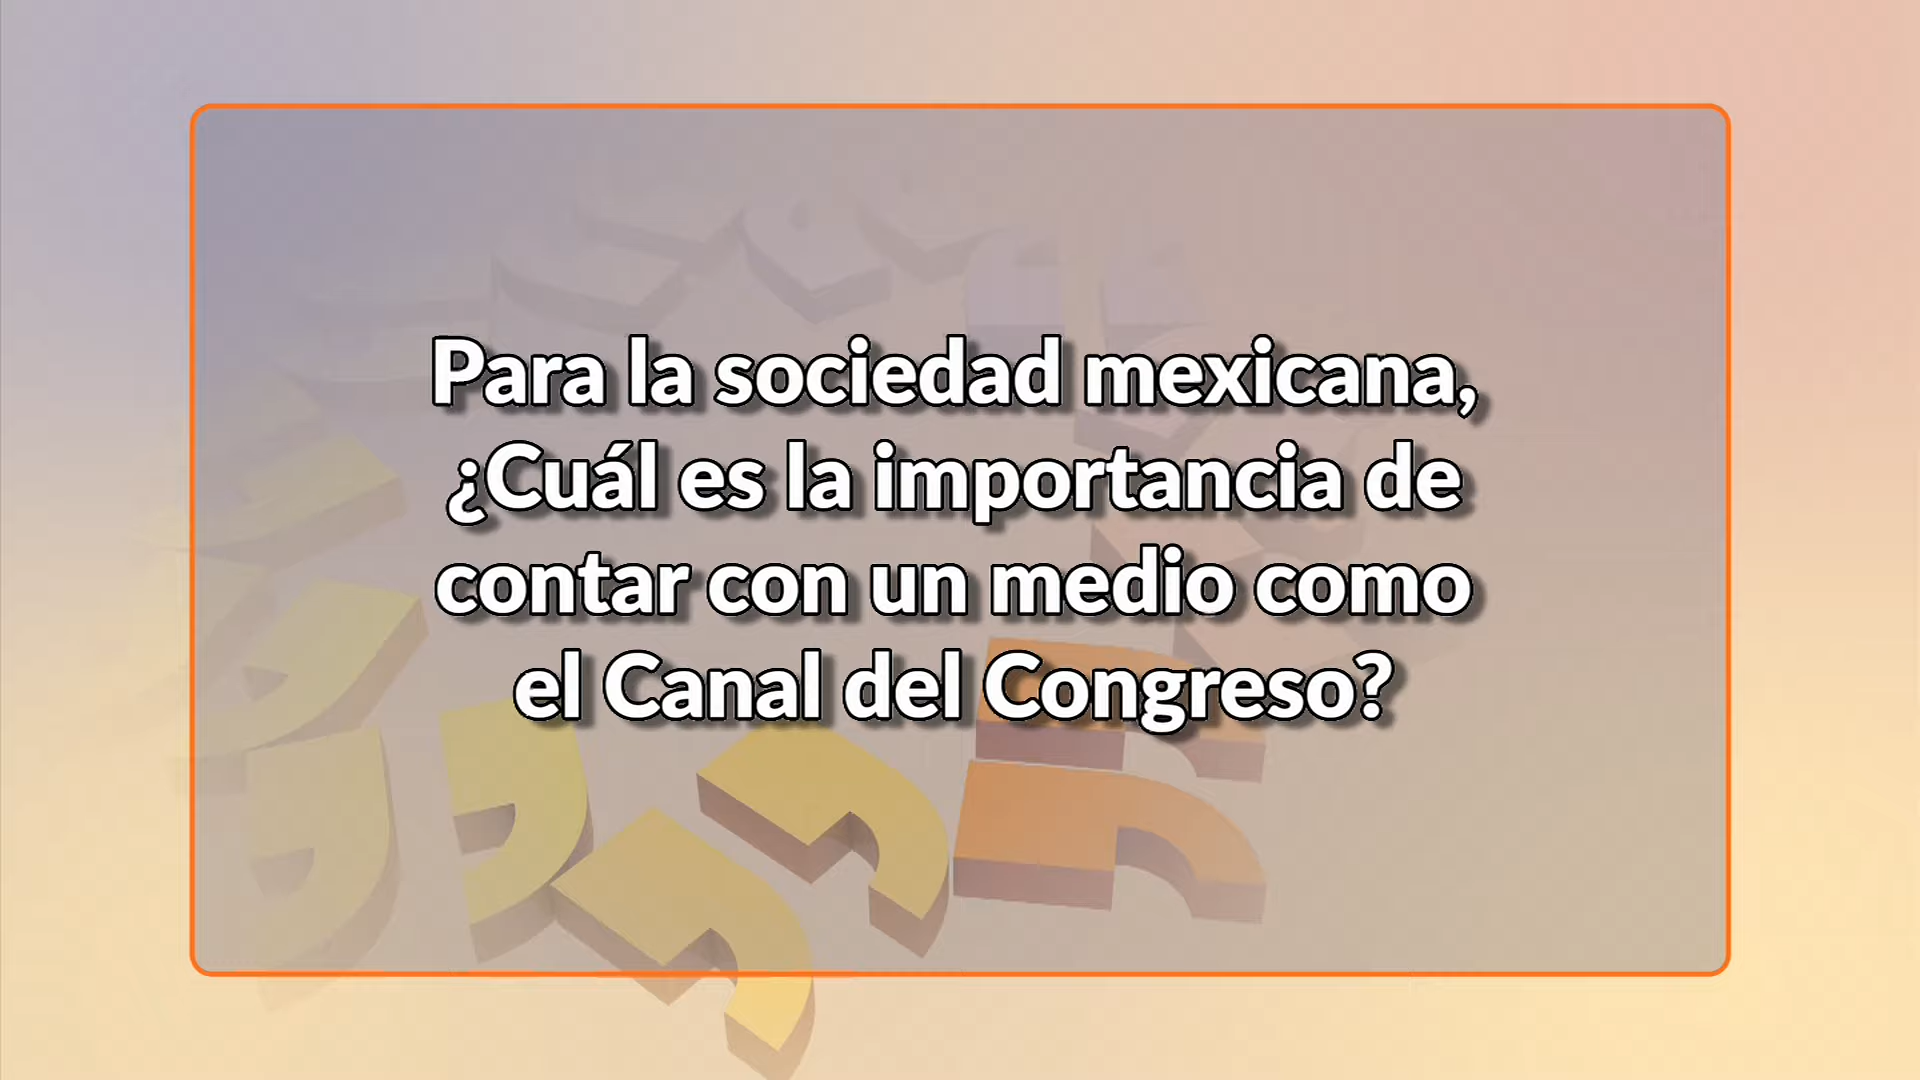 Para la sociedad mexicana,
¿Cuál es la importancia de
contar con un medio como
el Canal del Congreso?